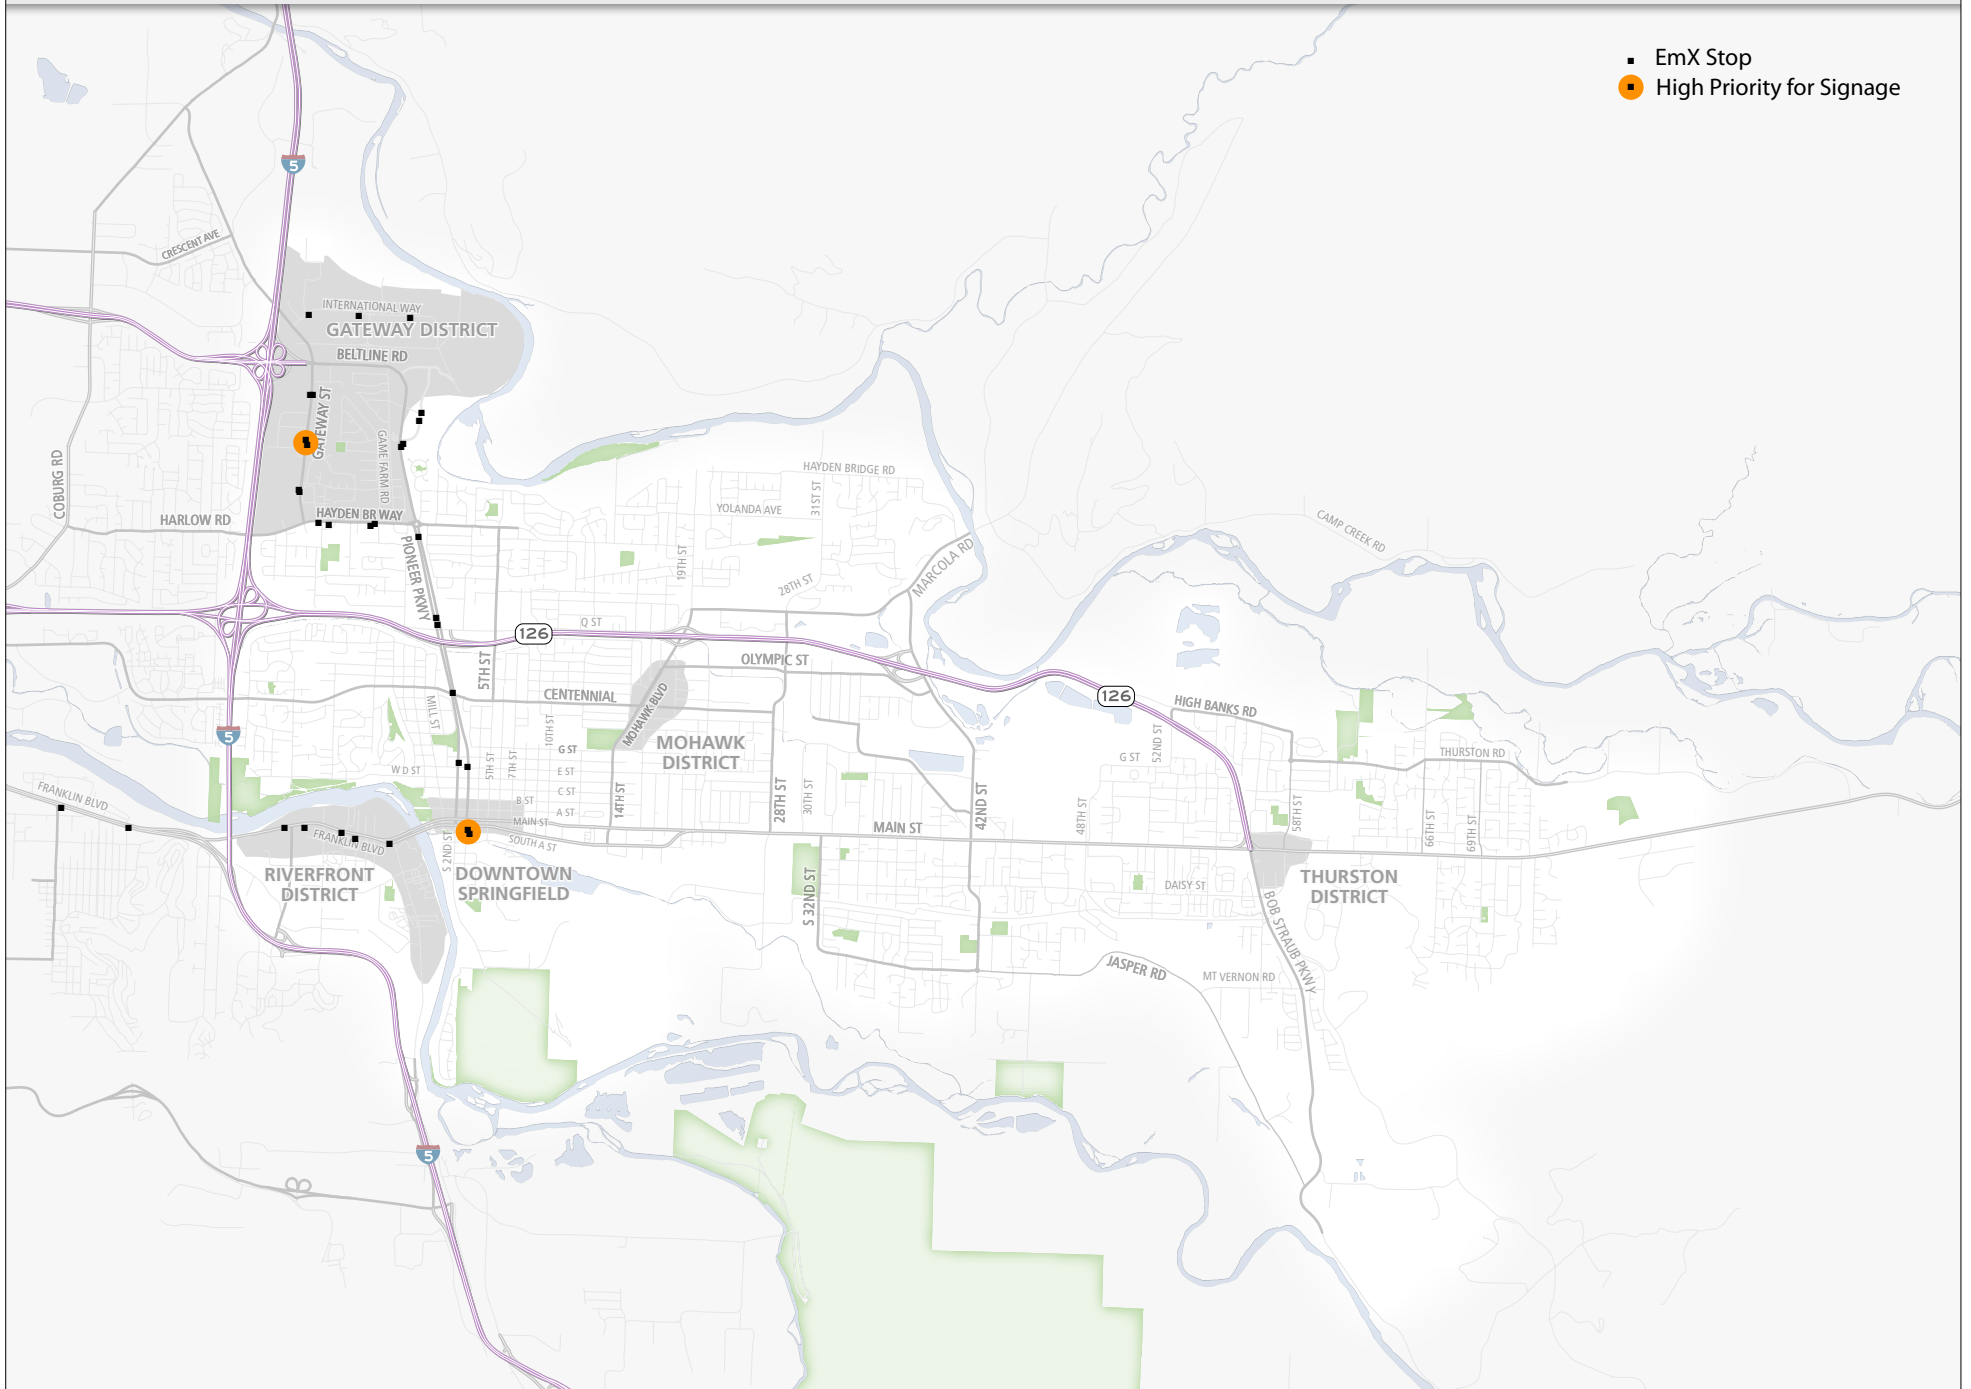 EmX Stop
High Priority for Signage
5
CRESCENT AVE
INTERNATIONAL WAY
GATEWAY DISTRICT
BELTLINE RD
GATEWAY ST
GAME FARM RD
COBURG RD
HARLOW RD
HAYDEN BR WAY
PIONEER PKWY
HAYDEN BRIDGE RD
YOLANDA AVE
31ST ST
19TH ST
28TH ST
MARCOLA RD
CAMP CREEK RD
Q ST
126
5TH ST
OLYMPIC ST
CENTENNIAL
MOHAWK BLVD
MILL ST
10TH ST
126
HIGH BANKS RD
52ND ST
G ST
THURSTON RD
5
MOHAWK
DISTRICT
G ST
5TH ST
7TH ST
W D ST
E ST
C ST
B ST
A ST
14TH ST
28TH ST
30TH ST
42ND ST
48TH ST
58TH ST
66TH ST
69TH ST
FRANKLIN BLVD
FRANKLIN BLVD
MAIN ST
MAIN ST
SOUTH A ST
S 2ND ST
RIVERFRONT
DISTRICT
DOWNTOWN
SPRINGFIELD
S 32ND ST
DAISY ST
THURSTON
DISTRICT
BOB STRAUB PKWY
JASPER RD
MT VERNON RD
5